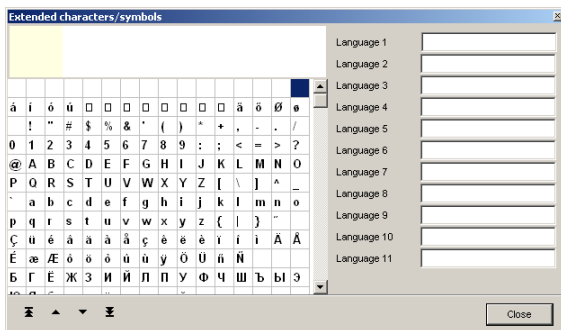 Extended characters/symbols
Language 1
Language 2
Language 3
Language 4
Language 5
Language 6
Language 7
Language 8
Language 9
Language 10
Language 11
á í ó ú □ □ □ □ □ □ □ □ ä ö Ø ø
! " # $ % & ' ( ) * + , - . /
0 1 2 3 4 5 6 7 8 9 : ; < = > ?
@ A B C D E F G H I J K L M N O
P Q R S T U V W X Y Z [ \ ] ^ _
` a b c d e f g h i j k l m n o
p q r s t u v w x y z { | } ~
Ç ü é â ä à å ç ê ë è ï î ì Ä Å
É æ Æ ô ö ò û ù ÿ Ö Ü ñ Ñ
Б Г Ё Ж З И Й Л П У Ф Ч Ш Ъ Ы Э
Close